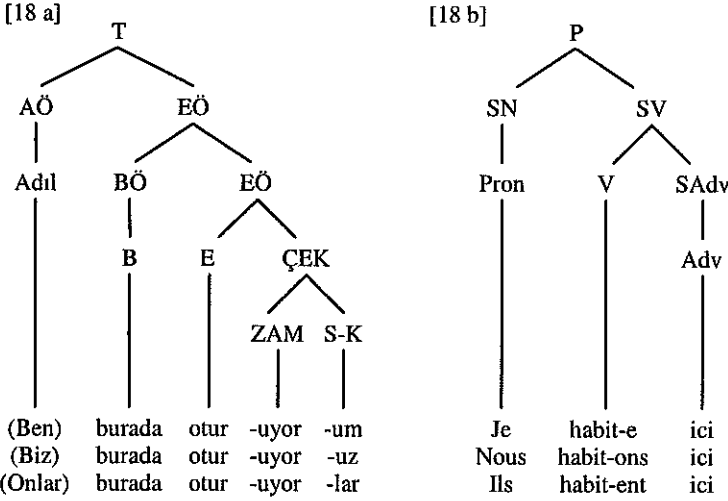 [18 a] [18 b]
T P
AÖ EÖ SN SV
Adıl BÖ EÖ Pron V SAdv
B E ÇEK Adv
ZAM S-K
(Ben) burada otur -uyor -um Je habit-e ici
(Biz) burada otur -uyor -uz Nous habit-ons ici
(Onlar) burada otur -uyor -lar Ils habit-ent ici